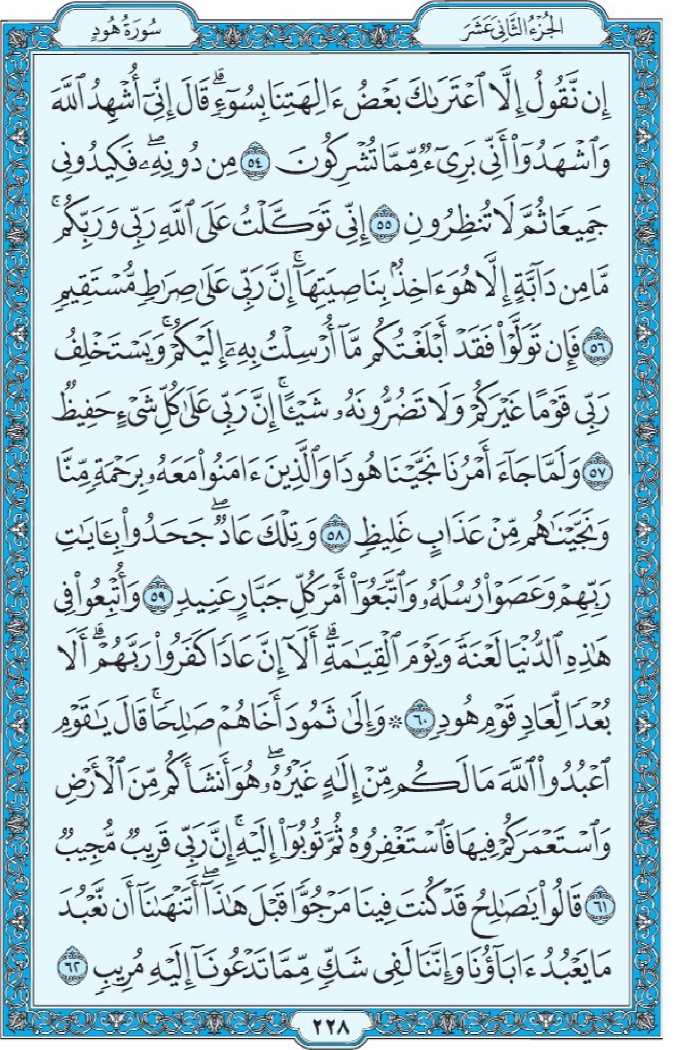 الجُزْءُ الثَّانِي عَشَرَ
سُورَةُ هُودٍ
إِن نَّقُولُ إِلَّا ٱعْتَرَىٰكَ بَعْضُ ءَالِهَتِنَا بِسُوٓءٍۗ قَالَ إِنِّىٓ أُشْهِدُ ٱللَّهَ
وَٱشْهَدُوٓا۟ أَنِّى بَرِىٓءٌ مِّمَّا تُشْرِكُونَ ٥٤ مِن دُونِهِۦۖ فَكِيدُونِى
جَمِيعًا ثُمَّ لَا تُنظِرُونِ ٥٥ إِنِّى تَوَكَّلْتُ عَلَى ٱللَّهِ رَبِّى وَرَبِّكُمۚ
مَّا مِن دَآبَّةٍ إِلَّا هُوَ ءَاخِذٌۢ بِنَاصِيَتِهَآۚ إِنَّ رَبِّى عَلَىٰ صِرَٰطٍ مُّسْتَقِيمٍ
٥٦ فَإِن تَوَلَّوْا۟ فَقَدْ أَبْلَغْتُكُم مَّآ أُرْسِلْتُ بِهِۦٓ إِلَيْكُمْۚ وَيَسْتَخْلِفُ
رَبِّى قَوْمًا غَيْرَكُمْ وَلَا تَضُرُّونَهُۥ شَيْـًٔاۚ إِنَّ رَبِّى عَلَىٰ كُلِّ شَىْءٍ حَفِيظٌ
٥٧ وَلَمَّا جَآءَ أَمْرُنَا نَجَّيْنَا هُودًا وَٱلَّذِينَ ءَامَنُوا۟ مَعَهُۥ بِرَحْمَةٍ مِّنَّا
وَنَجَّيْنَٰهُم مِّنْ عَذَابٍ غَلِيظٍ ٥٨ وَتِلْكَ عَادٌۖ جَحَدُوا۟ بِـَٔايَٰتِ
رَبِّهِمْ وَعَصَوْا۟ رُسُلَهُۥ وَٱتَّبَعُوٓا۟ أَمْرَ كُلِّ جَبَّارٍ عَنِيدٍ ٥٩ وَأُتْبِعُوا۟ فِى
هَٰذِهِ ٱلدُّنْيَا لَعْنَةً وَيَوْمَ ٱلْقِيَٰمَةِۗ أَلَآ إِنَّ عَادًا كَفَرُوا۟ رَبَّهُمْۗ أَلَا
بُعْدًا لِّعَادٍ قَوْمِ هُودٍ ٦٠ ۞ وَإِلَىٰ ثَمُودَ أَخَاهُمْ صَٰلِحًاۚ قَالَ يَٰقَوْمِ
ٱعْبُدُوا۟ ٱللَّهَ مَا لَكُم مِّنْ إِلَٰهٍ غَيْرُهُۥۖ هُوَ أَنشَأَكُم مِّنَ ٱلْأَرْضِ
وَٱسْتَعْمَرَكُمْ فِيهَا فَٱسْتَغْفِرُوهُ ثُمَّ تُوبُوٓا۟ إِلَيْهِۚ إِنَّ رَبِّى قَرِيبٌ مُّجِيبٌ
٦١ قَالُوا۟ يَٰصَٰلِحُ قَدْ كُنتَ فِينَا مَرْجُوًّا قَبْلَ هَٰذَآۖ أَتَنْهَىٰنَآ أَن نَّعْبُدَ
مَا يَعْبُدُ ءَابَآؤُنَا وَإِنَّنَا لَفِى شَكٍّ مِّمَّا تَدْعُونَآ إِلَيْهِ مُرِيبٍ ٦٢
٢٢٨